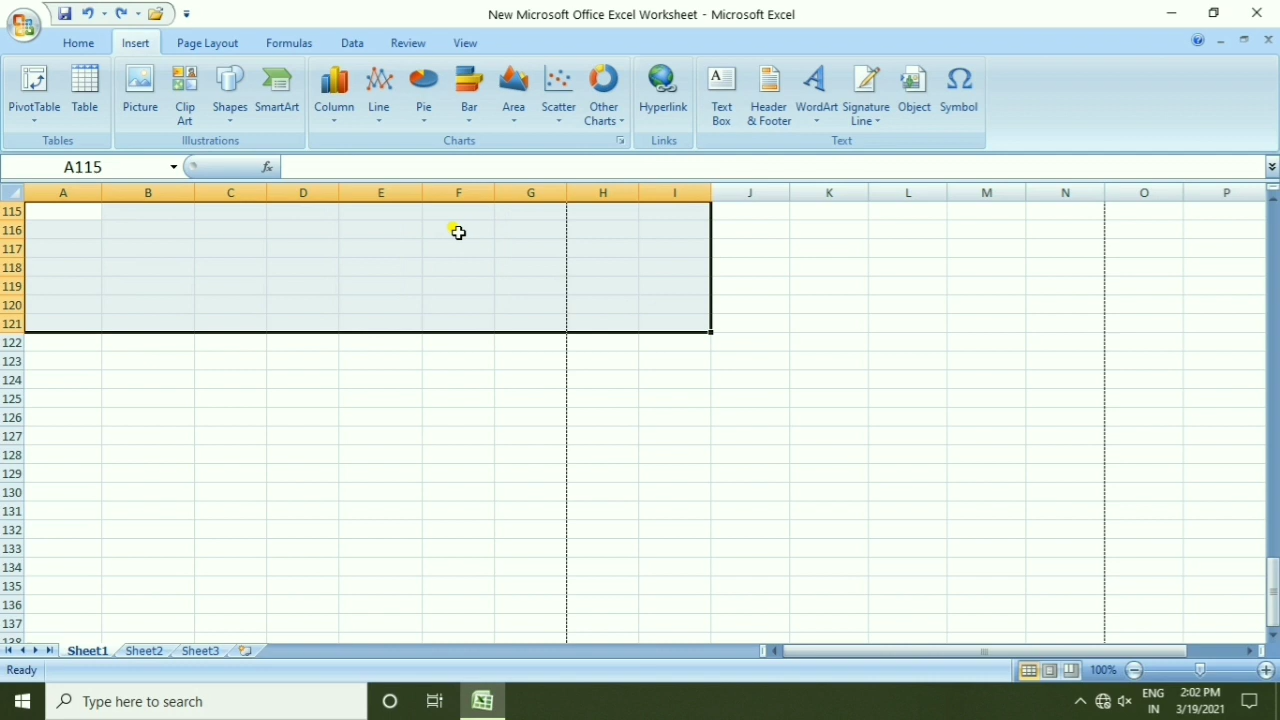 New Microsoft Office Excel Worksheet - Microsoft Excel
Home Insert Page Layout Formulas Data Review View
PivotTable Table Picture Clip Art Shapes SmartArt Column Line Pie Bar Area Scatter Other Charts Hyperlink Text Box Header & Footer WordArt Signature Line Object Symbol
Tables Illustrations Charts Links Text
A115 fx
A B C D E F G H I J K L M N O P
115
116
117
118
119
120
121
122
123
124
125
126
127
128
129
130
131
132
133
134
135
136
137
138
Sheet1 Sheet2 Sheet3
Ready 100%
Type here to search ENG IN 2:02 PM 3/19/2021